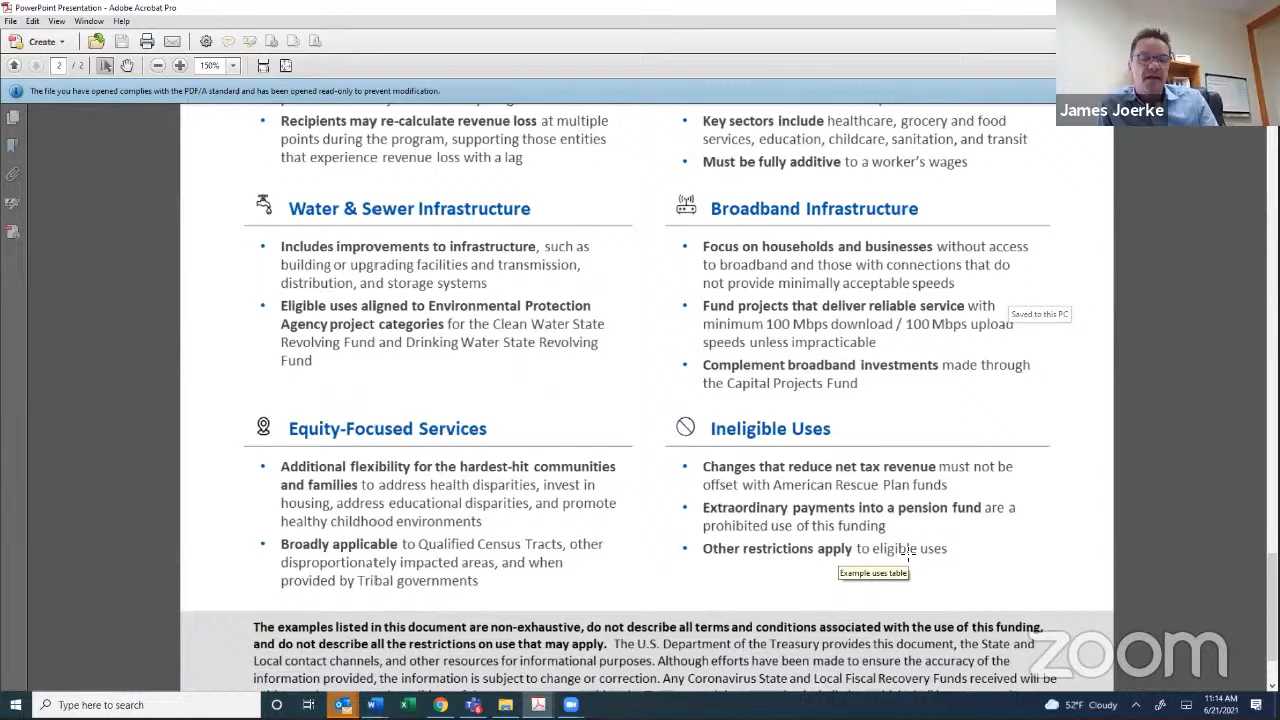 PowerPoint Presentation - Adobe Acrobat Pro
File Edit View Window Help
Create
2 / 2 150%
The file you have opened complies with the PDF/A standard and has been opened read-only to prevent modification.
James Joerke
Recipients may re-calculate revenue loss at multiple
points during the program, supporting those entities
that experience revenue loss with a lag
Key sectors include healthcare, grocery and food
services, education, childcare, sanitation, and transit
Must be fully additive to a worker's wages
Water & Sewer Infrastructure
Includes improvements to infrastructure, such as
building or upgrading facilities and transmission,
distribution, and storage systems
Eligible uses aligned to Environmental Protection
Agency project categories for the Clean Water State
Revolving Fund and Drinking Water State Revolving
Fund
Broadband Infrastructure
Focus on households and businesses without access
to broadband and those with connections that do
not provide minimally acceptable speeds
Fund projects that deliver reliable service with
minimum 100 Mbps download / 100 Mbps upload
speeds unless impracticable
Saved to this PC
Complement broadband investments made through
the Capital Projects Fund
Equity-Focused Services
Additional flexibility for the hardest-hit communities
and families to address health disparities, invest in
housing, address educational disparities, and promote
healthy childhood environments
Broadly applicable to Qualified Census Tracts, other
disproportionately impacted areas, and when
provided by Tribal governments
Ineligible Uses
Changes that reduce net tax revenue must not be
offset with American Rescue Plan funds
Extraordinary payments into a pension fund are a
prohibited use of this funding
Other restrictions apply to eligible uses
Example uses table
The examples listed in this document are non-exhaustive, do not describe all terms and conditions associated with the use of this funding,
and do not describe all the restrictions on use that may apply. The U.S. Department of the Treasury provides this document, the State and
Local contact channels, and other resources for informational purposes. Although efforts have been made to ensure the accuracy of the
information provided, the information is subject to change or correction. Any Coronavirus State and Local Fiscal Recovery Funds received will be
zoom
Type here to search
52°F Cloudy
11:14 AM
6/21/2021